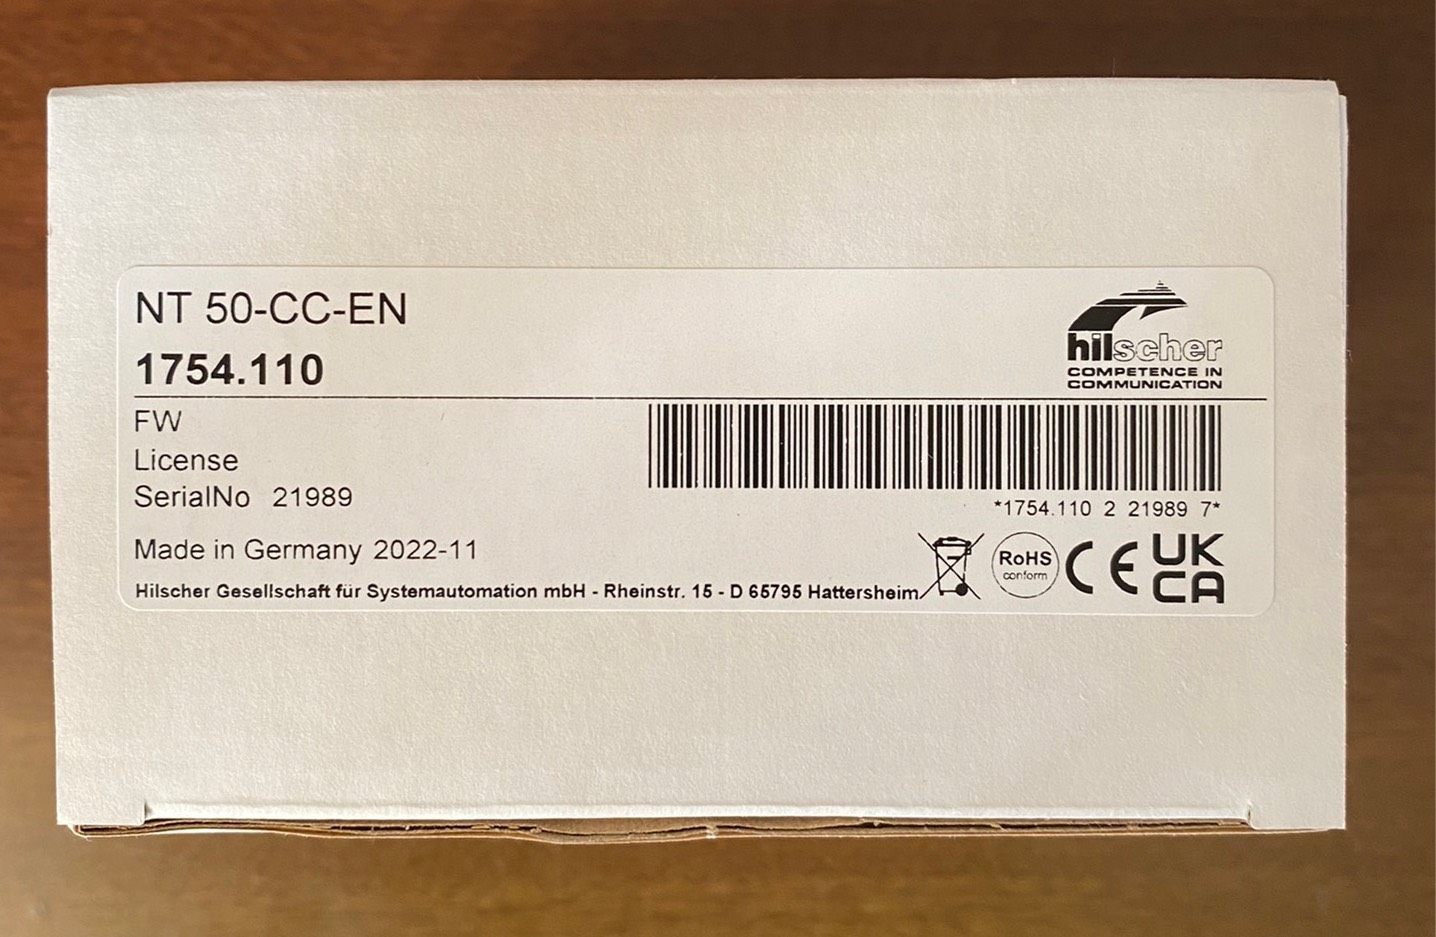 NT 50-CC-EN
1754.110
hilscher
COMPETENCE IN
COMMUNICATION
FW
License
SerialNo 21989
*1754.110 2 21989 7*
Made in Germany 2022-11
Hilscher Gesellschaft für Systemautomation mbH - Rheinstr. 15 - D 65795 Hattersheim
RoHS
conform
CE
UK
CA